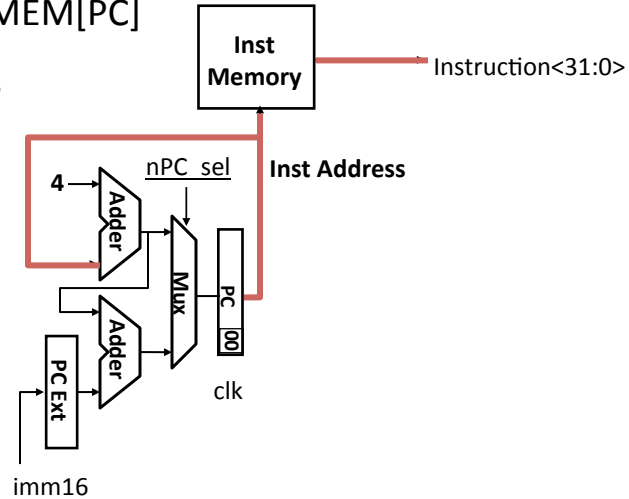 MEM[PC]
Inst
Memory
Instruction<31:0>
nPC_sel
Inst Address
4
Adder
Mux
PC
00
Adder
PC Ext
clk
imm16